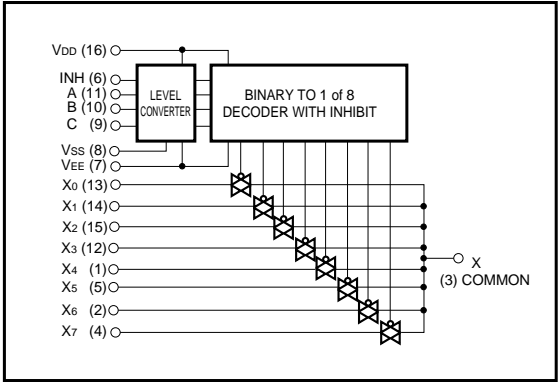 VDD (16)
INH (6)
A (11)
B (10)
C (9)
LEVEL
CONVERTER
BINARY TO 1 of 8
DECODER WITH INHIBIT
VSS (8)
VEE (7)
X0 (13)
X1 (14)
X2 (15)
X3 (12)
X4 (1)
X5 (5)
X6 (2)
X7 (4)
X
(3) COMMON